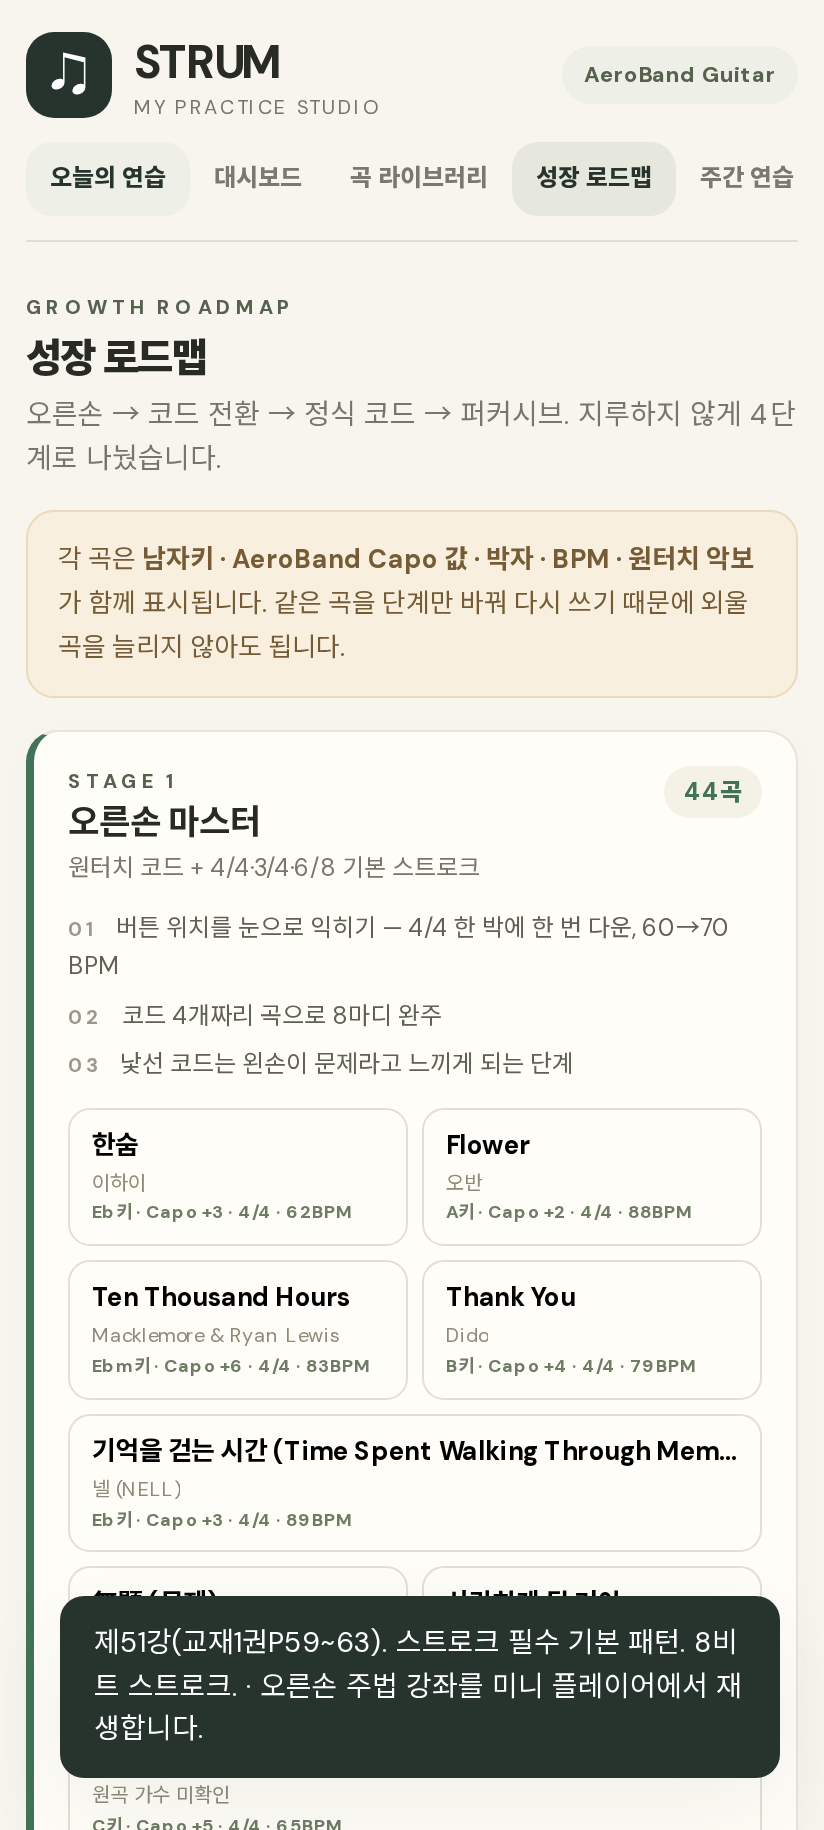 STRUM
MY PRACTICE STUDIO
AeroBand Guitar
오늘의 연습 대시보드 곡 라이브러리 성장 로드맵 주간 연습
GROWTH ROADMAP
성장 로드맵
오른손 → 코드 전환 → 정식 코드 → 퍼커시브. 지루하지 않게 4단
계로 나눴습니다.
각 곡은 남자키 · AeroBand Capo 값 · 박자 · BPM · 원터치 악보
가 함께 표시됩니다. 같은 곡을 단계만 바꿔 다시 쓰기 때문에 외울
곡을 늘리지 않아도 됩니다.
STAGE 1
44곡
오른손 마스터
원터치 코드 + 4/4·3/4·6/8 기본 스트로크
01 버튼 위치를 눈으로 익히기 — 4/4 한 박에 한 번 다운, 60→70
BPM
02 코드 4개짜리 곡으로 8마디 완주
03 낯선 코드는 왼손이 문제라고 느끼게 되는 단계
한숨
이하이
Eb키 · Capo +3 · 4/4 · 62BPM
Flower
오반
A키 · Capo +2 · 4/4 · 88BPM
Ten Thousand Hours
Macklemore & Ryan Lewis
Ebm키 · Capo +6 · 4/4 · 83BPM
Thank You
Dido
B키 · Capo +4 · 4/4 · 79BPM
기억을 걷는 시간 (Time Spent Walking Through Mem...
넬 (NELL)
Eb키 · Capo +3 · 4/4 · 89BPM
제51강(교재1권P59~63). 스트로크 필수 기본 패턴. 8비
트 스트로크. · 오른손 주법 강좌를 미니 플레이어에서 재
생합니다.
원곡 가수 미확인
C키 · Capo +5 · 4/4 · 65BPM